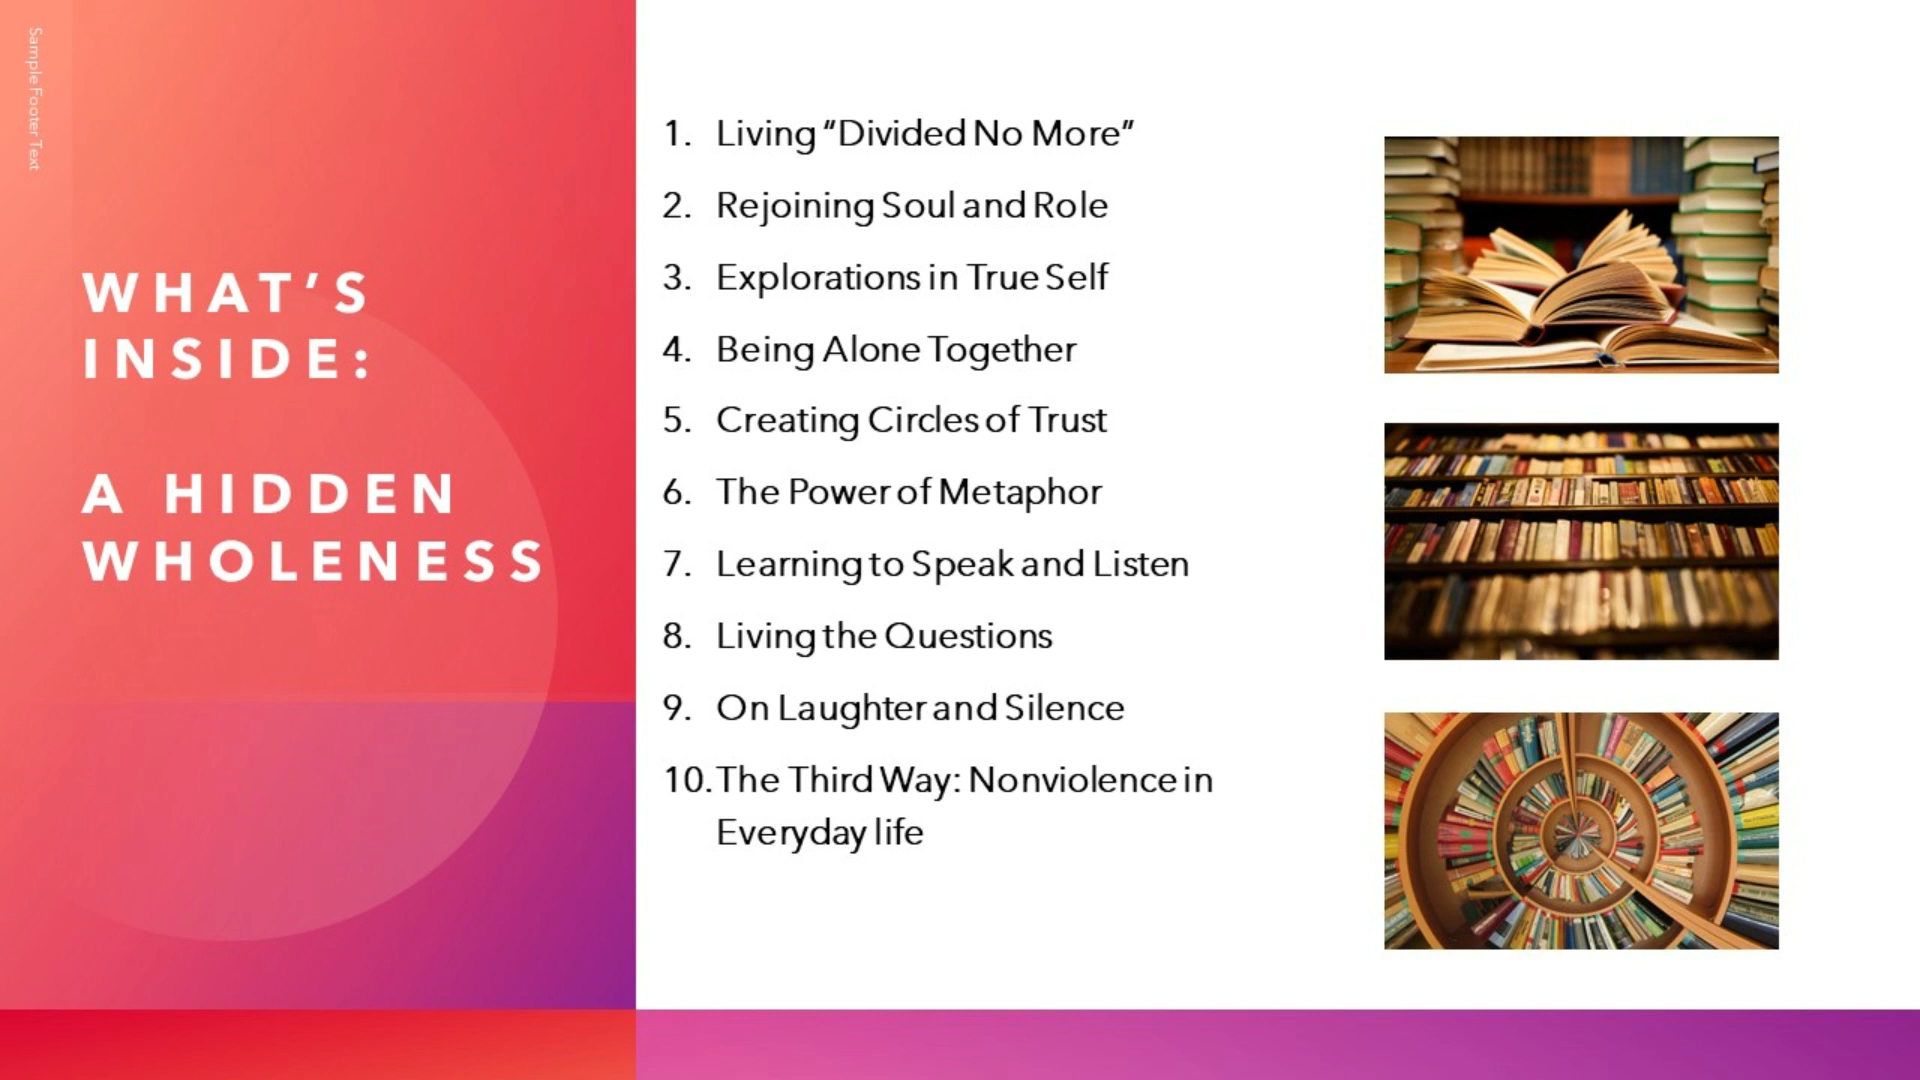 Sample Footer Text
WHAT’S
INSIDE:
A HIDDEN
WHOLENESS
1. Living “Divided No More”
2. Rejoining Soul and Role
3. Explorations in True Self
4. Being Alone Together
5. Creating Circles of Trust
6. The Power of Metaphor
7. Learning to Speak and Listen
8. Living the Questions
9. On Laughter and Silence
10. The Third Way: Nonviolence in
Everyday life